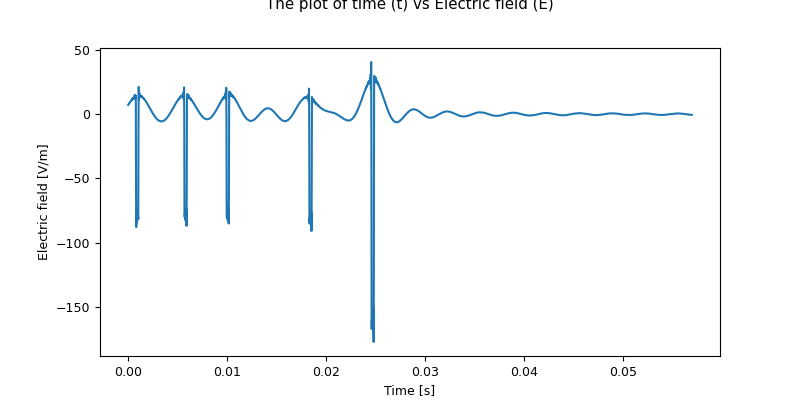 The plot of time (t) vs Electric field (E)
50
0
−50
−100
−150
Electric field [V/m]
0.00 0.01 0.02 0.03 0.04 0.05
Time [s]